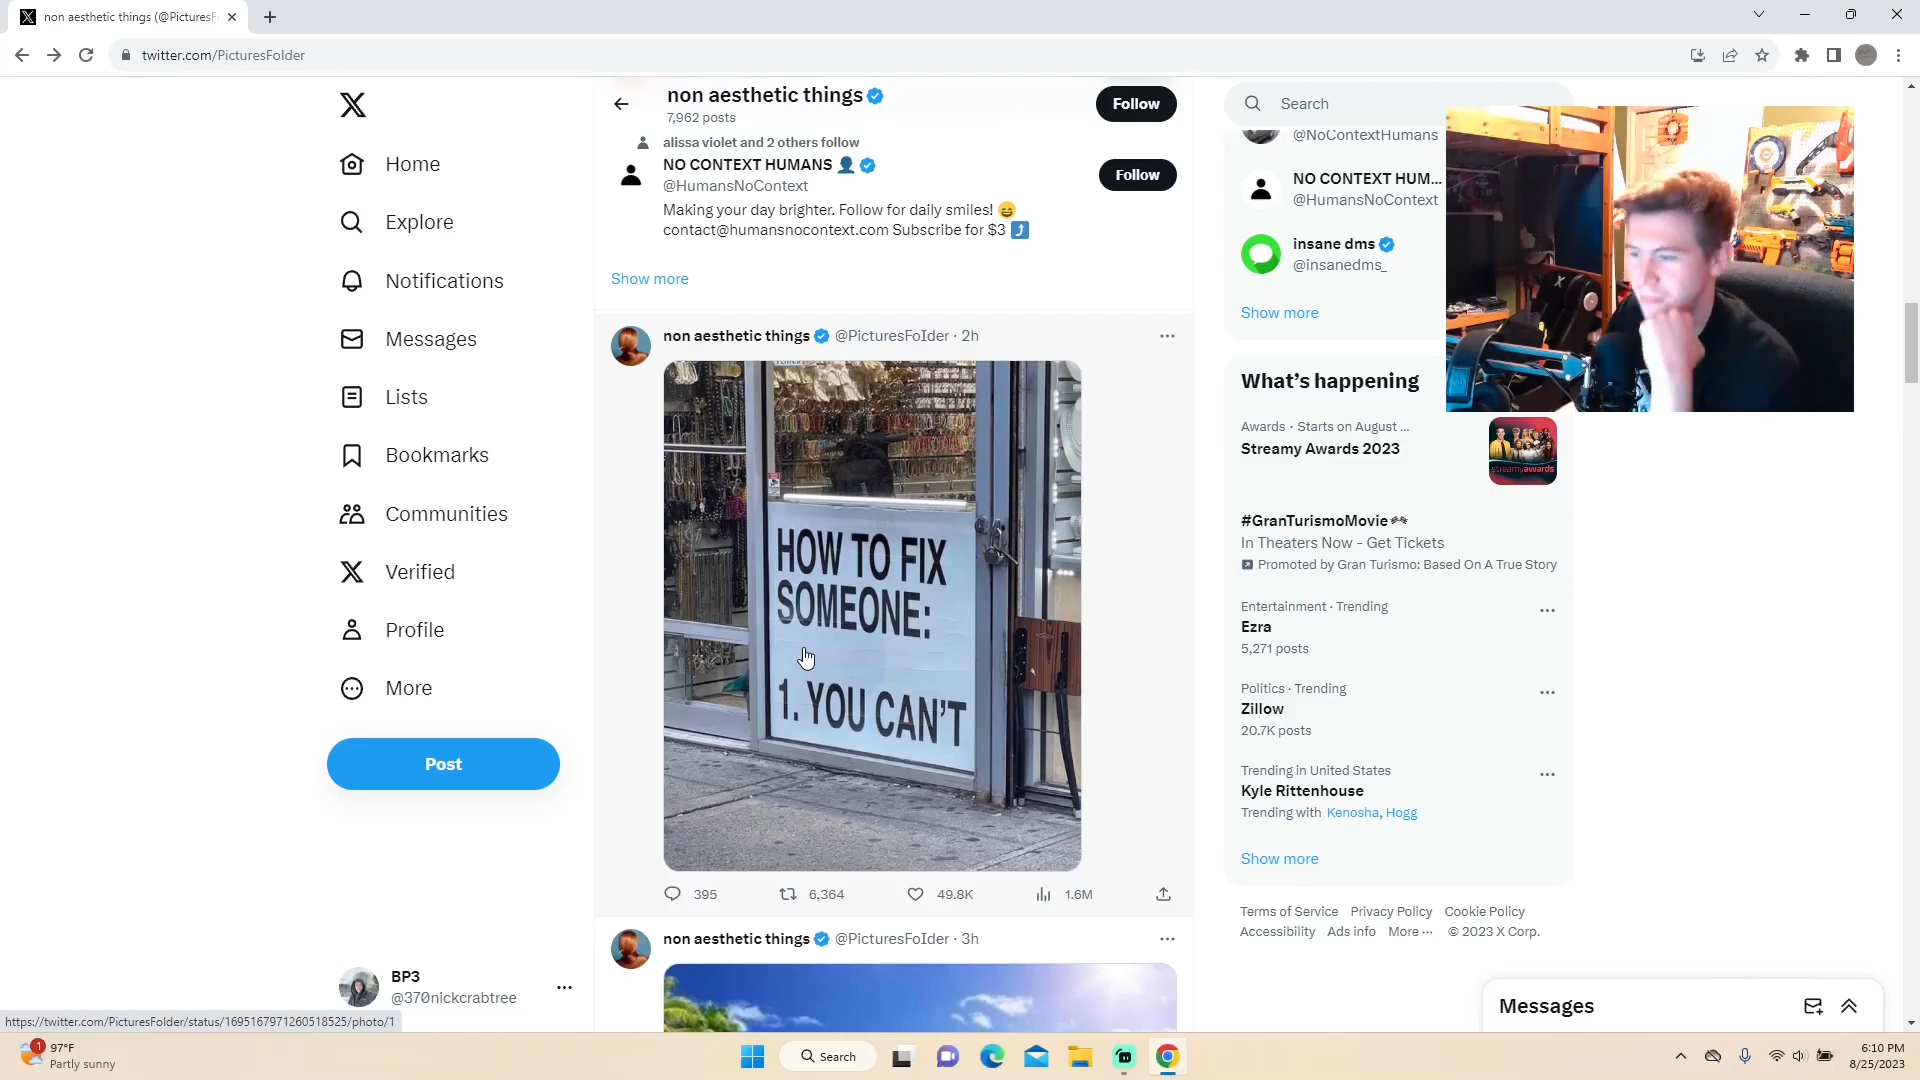 non aesthetic things (@PicturesF
twitter.com/PicturesFolder
Home
Explore
Notifications
Messages
Lists
Bookmarks
Communities
Verified
Profile
More
Post
BP3
@370nickcrabtree
https://twitter.com/PicturesFolder/status/1695167971260518525/photo/1
non aesthetic things
7,962 posts
Follow
alissa violet and 2 others follow
NO CONTEXT HUMANS
@HumansNoContext
Follow
Making your day brighter. Follow for daily smiles! 😄
contact@humansnocontext.com Subscribe for $3 ⤴️
Show more
non aesthetic things @PicturesFoIder · 2h
HOW TO FIX
SOMEONE:
1. YOU CAN'T
395 6,364 49.8K 1.6M
non aesthetic things @PicturesFoIder · 3h
Search
@NoContextHumans
NO CONTEXT HUM...
@HumansNoContext
insane dms
@insanedms_
Show more
What's happening
Awards · Starts on August ...
Streamy Awards 2023
streamyawards
#GranTurismoMovie
In Theaters Now - Get Tickets
Promoted by Gran Turismo: Based On A True Story
Entertainment · Trending
Ezra
5,271 posts
Politics · Trending
Zillow
20.7K posts
Trending in United States
Kyle Rittenhouse
Trending with Kenosha, Hogg
Show more
Terms of Service Privacy Policy Cookie Policy
Accessibility Ads info More ··· © 2023 X Corp.
Messages
1
97°F
Partly sunny
Search
6:10 PM
8/25/2023